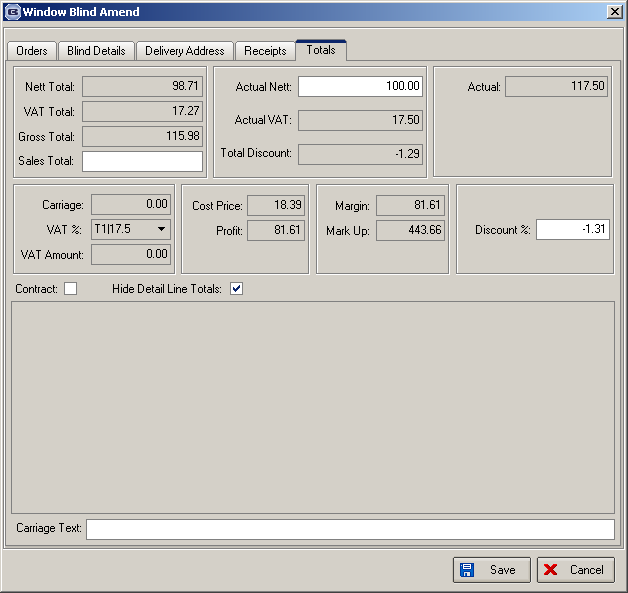 Window Blind Amend
Orders Blind Details Delivery Address Receipts Totals
Nett Total: 98.71 Actual Nett: 100.00 Actual: 117.50
VAT Total: 17.27 Actual VAT: 17.50
Gross Total: 115.98 Total Discount: -1.29
Sales Total:
Carriage: 0.00 Cost Price: 18.39 Margin: 81.61
VAT %: T1|17.5 Profit: 81.61 Mark Up: 443.66 Discount %: -1.31
VAT Amount: 0.00
Contract: Hide Detail Line Totals:
Carriage Text:
Save Cancel